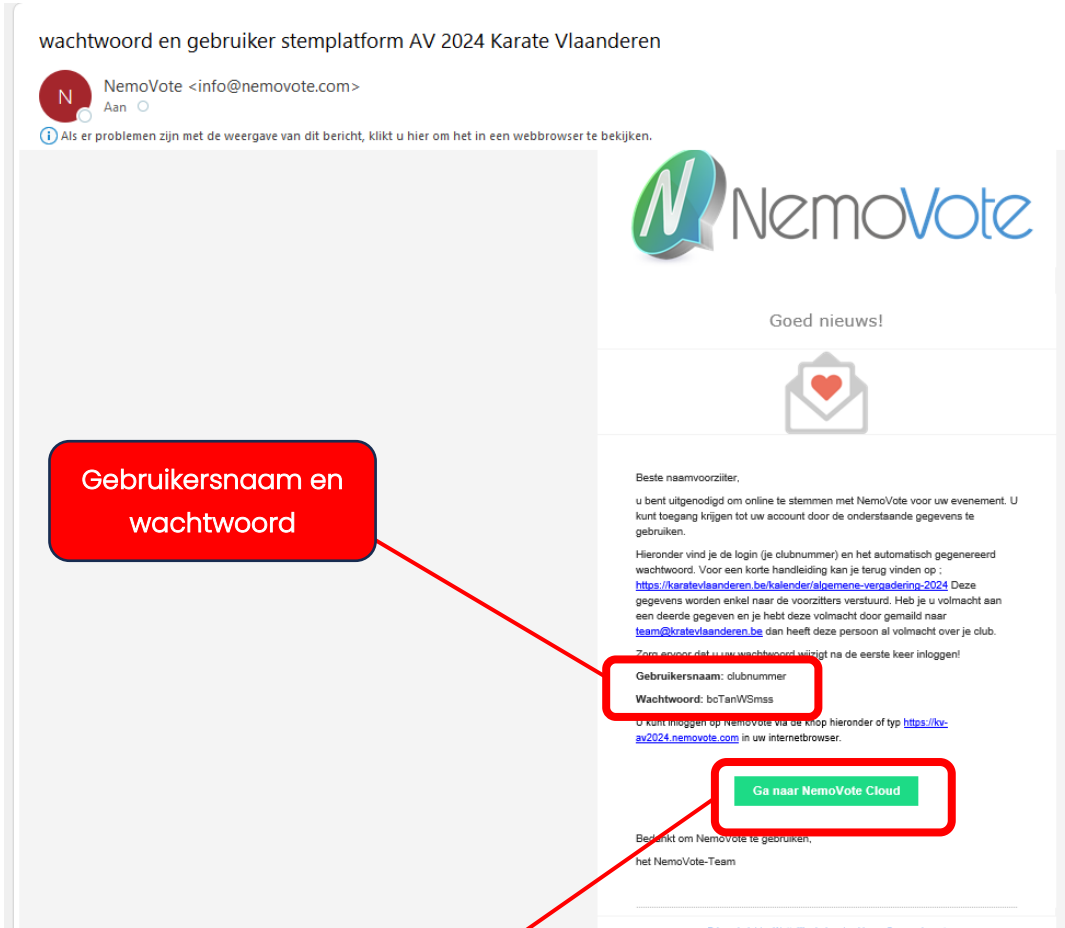 wachtwoord en gebruiker stemplatform AV 2024 Karate Vlaanderen
N
NemoVote <info@nemovote.com>
Aan
Als er problemen zijn met de weergave van dit bericht, klikt u hier om het in een webbrowser te bekijken.
N NemoVote
Goed nieuws!
Gebruikersnaam en
wachtwoord
Beste naamvoorziiter,
u bent uitgenodigd om online te stemmen met NemoVote voor uw evenement. U
kunt toegang krijgen tot uw account door de onderstaande gegevens te
gebruiken.
Hieronder vind je de login (je clubnummer) en het automatisch gegenereerd
wachtwoord. Voor een korte handleiding kan je terug vinden op ;
https://karatevlaanderen.be/kalender/algemene-vergadering-2024 Deze
gegevens worden enkel naar de voorzitters verstuurd. Heb je u volmacht aan
een deerde gegeven en je hebt deze volmacht door gemaild naar
team@kratevlaanderen.be dan heeft deze persoon al volmacht over je club.
Zorg ervoor dat u uw wachtwoord wijzigt na de eerste keer inloggen!
Gebruikersnaam: clubnummer
Wachtwoord: bcTanWSmss
U kunt inloggen op NemoVote via de knop hieronder of typ https://kv-
av2024.nemovote.com in uw internetbrowser.
Ga naar NemoVote Cloud
Bedankt om NemoVote te gebruiken,
het NemoVote-Team